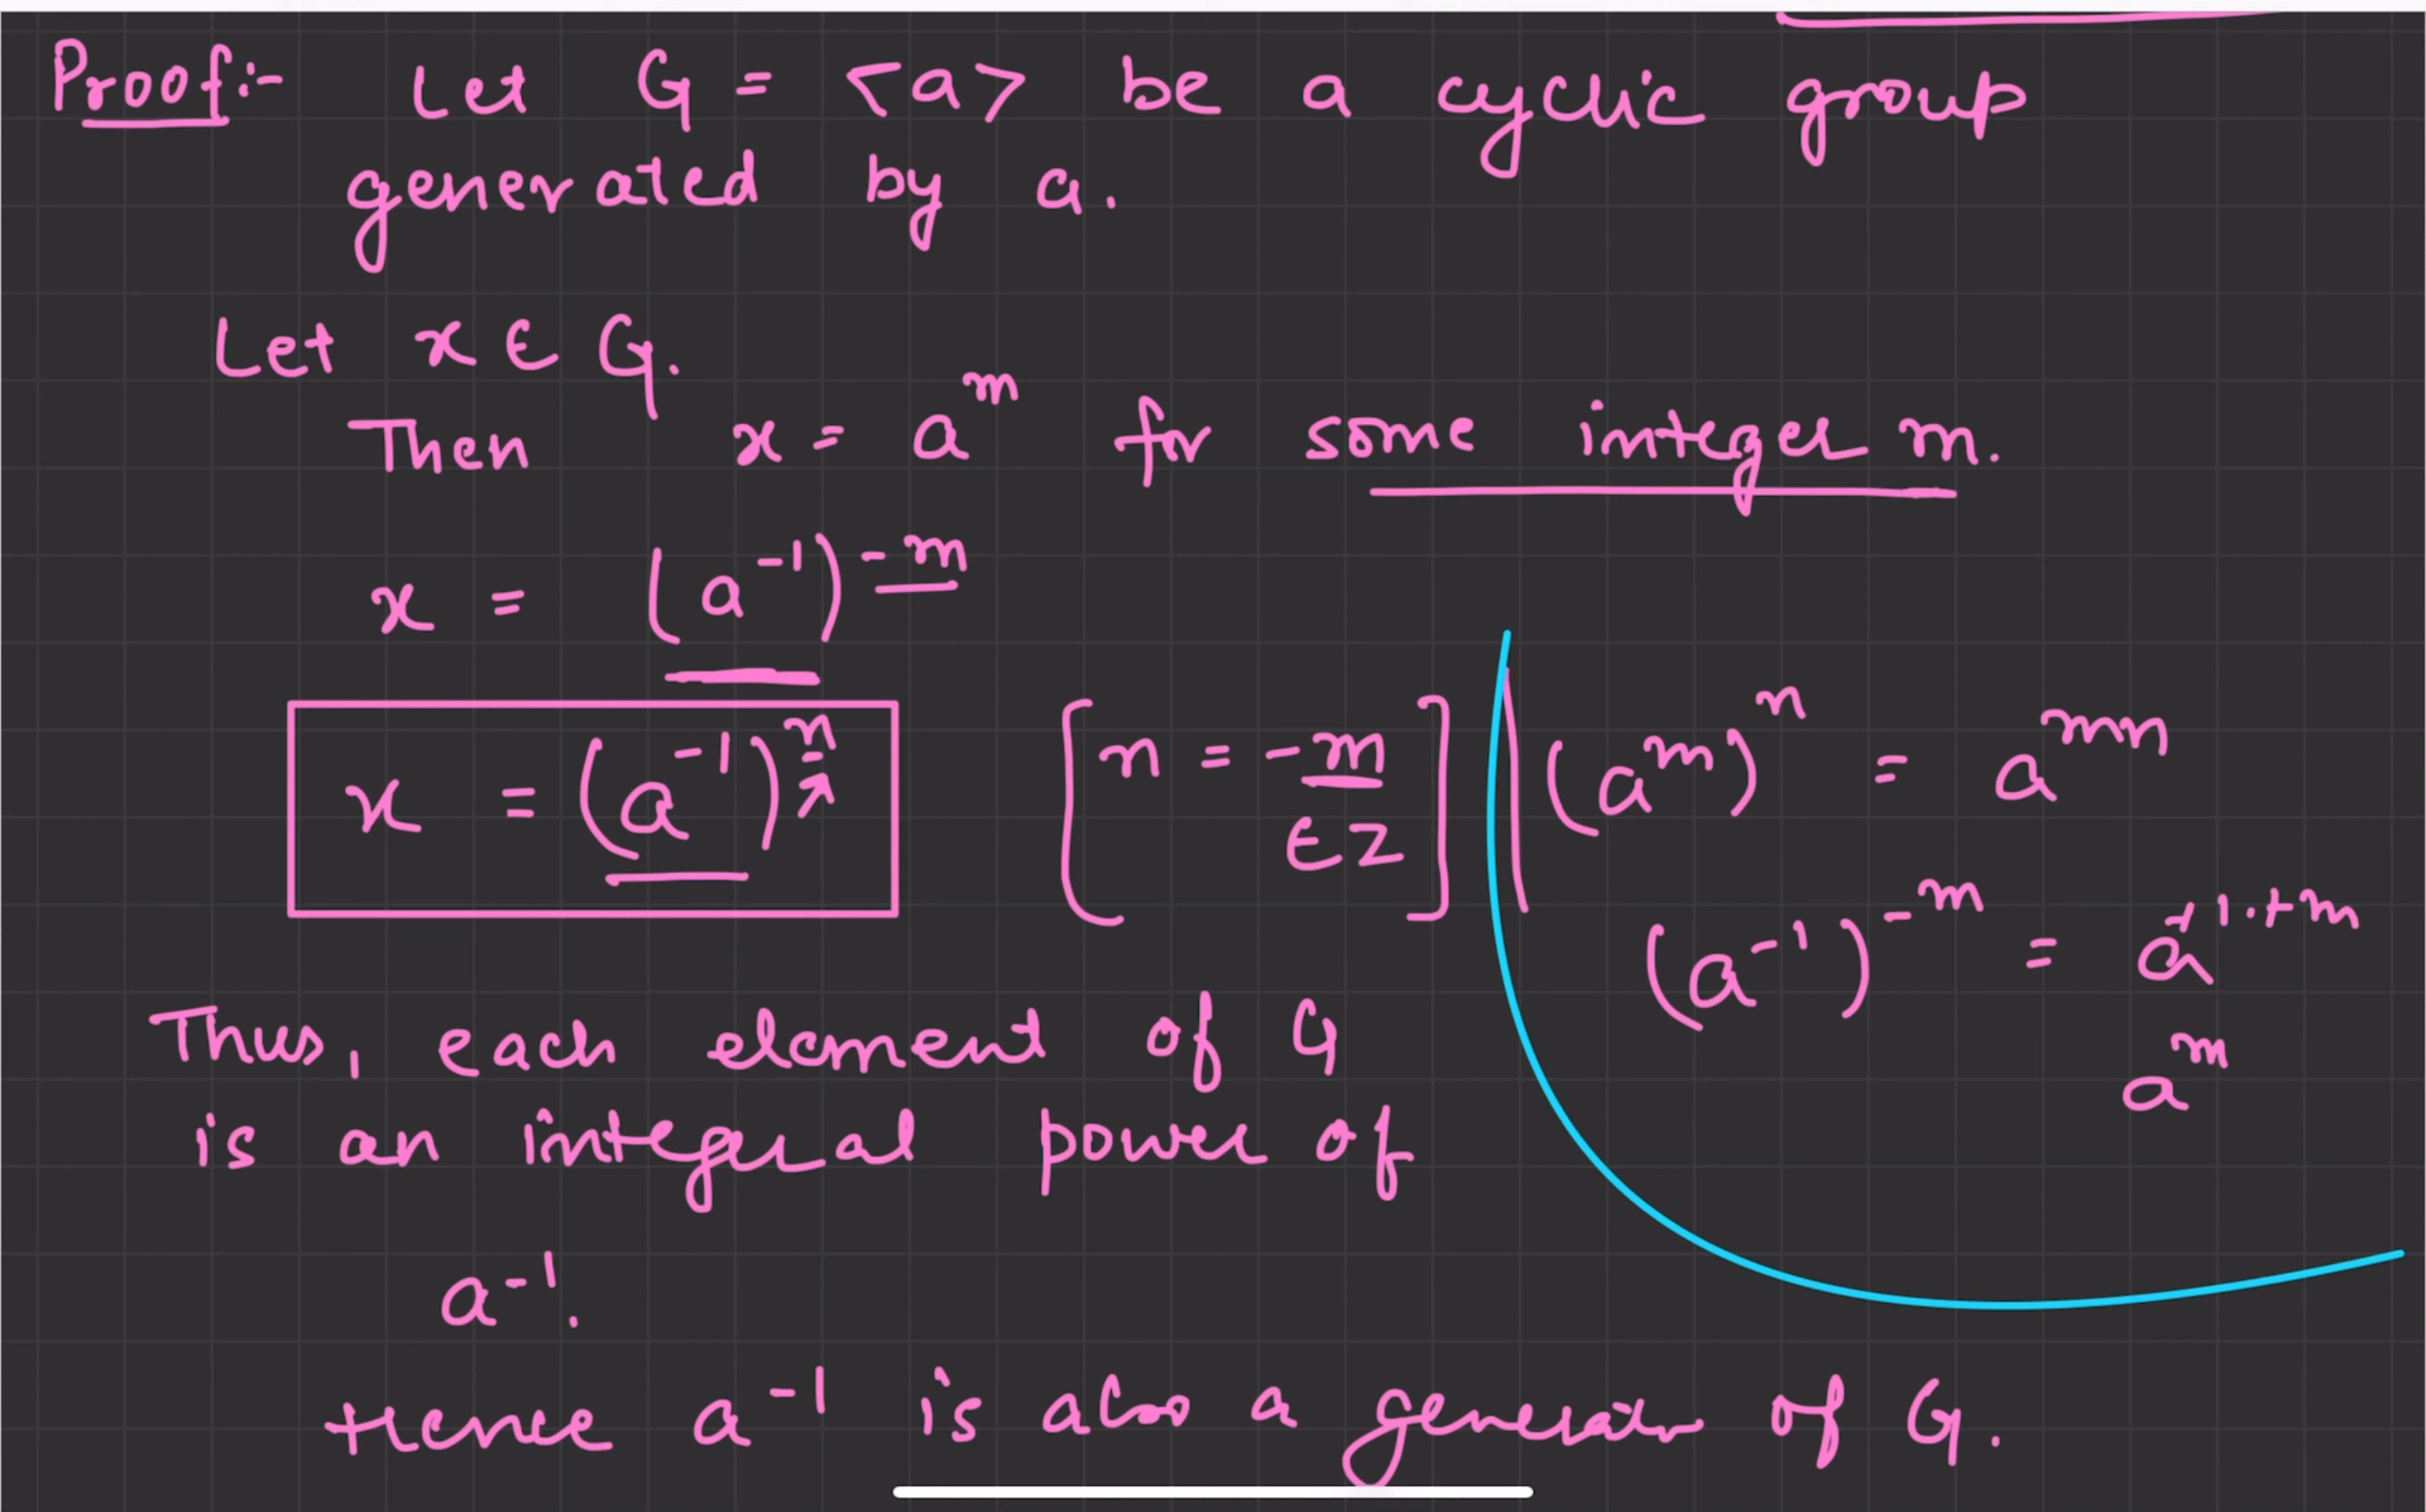 Proof:- Let G = <a> be a cyclic group
generated by a.
Let x ∈ G.
Then x = a^m for some integer m.
x = (a^-1)^-m
x = (a^-1)^n [n = -m ∈ Z]
(a^m)^n = a^mn
(a^-1)^-m = a^+1.+m
a^m
Thus, each element of G
is an integral power of
a^-1.
Hence a^-1 is also a generator of G.